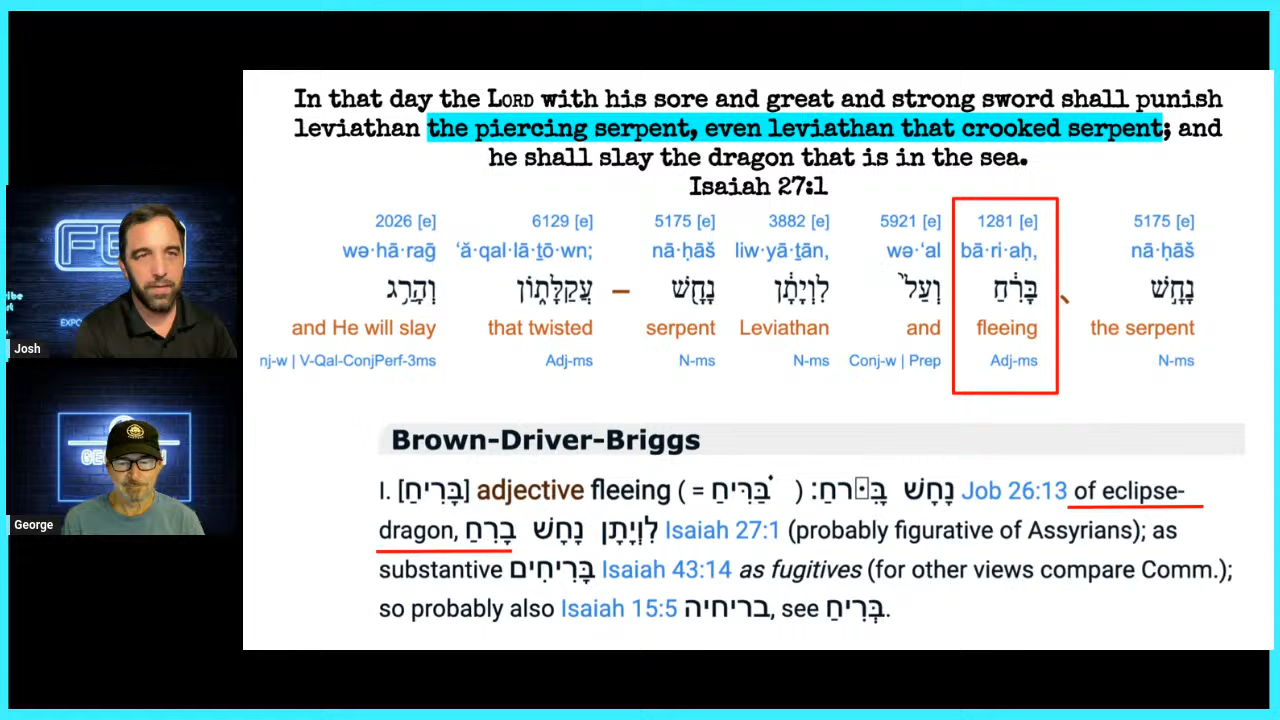 In that day the LORD with his sore and great and strong sword shall punish
leviathan the piercing serpent, even leviathan that crooked serpent; and
he shall slay the dragon that is in the sea.
Isaiah 27:1
2026 [e] 6129 [e] 5175 [e] 3882 [e] 5921 [e] 1281 [e] 5175 [e]
wə·hā·raḡ ‘ă·qal·lā·ṯō·wn; nā·ḥāš liw·yā·ṯān, wə·‘al bā·ri·aḥ, nā·ḥāš
וְהָרַ֥ג עֲקַלָּת֑וֹן – נָחָ֖שׁ לִוְיָתָ֔ן וְעַל֙ בָּרִ֔חַ נָחָ֣שׁ
and He will slay that twisted serpent Leviathan and fleeing the serpent
nj-w | V-Qal-ConjPerf-3ms Adj-ms N-ms N-ms Conj-w | Prep Adj-ms N-ms
Brown-Driver-Briggs
I. [בָּרִיחַ] adjective fleeing ( = בַּרִּיחַ ) נָחָשׁ Job 26:13 of eclipse-
dragon, לִוְיָתָן נָחָשׁ בָרִחַ Isaiah 27:1 (probably figurative of Assyrians); as
substantive בָּרִיחִים Isaiah 43:14 as fugitives (for other views compare Comm.);
so probably also Isaiah 15:5 בריחיה, see בְּרִיחַ.
Josh
George